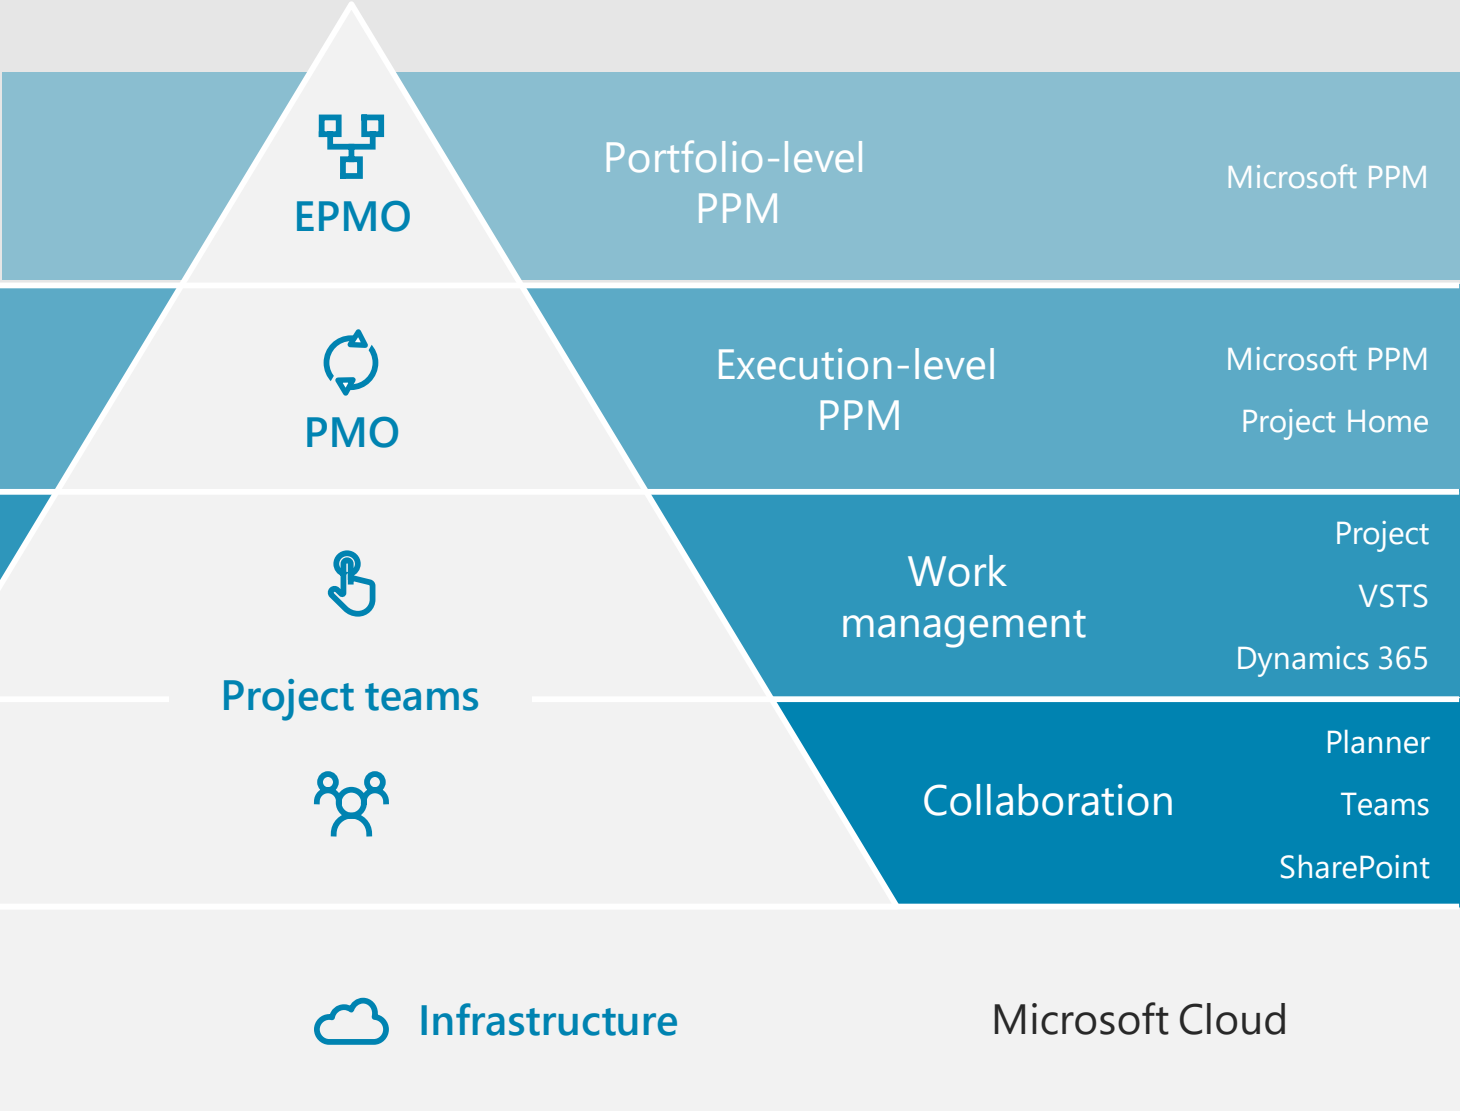 EPMO
Portfolio-level
PPM
Microsoft PPM
PMO
Execution-level
PPM
Microsoft PPM
Project Home
Project teams
Work
management
Project
VSTS
Dynamics 365
Collaboration
Planner
Teams
SharePoint
Infrastructure
Microsoft Cloud